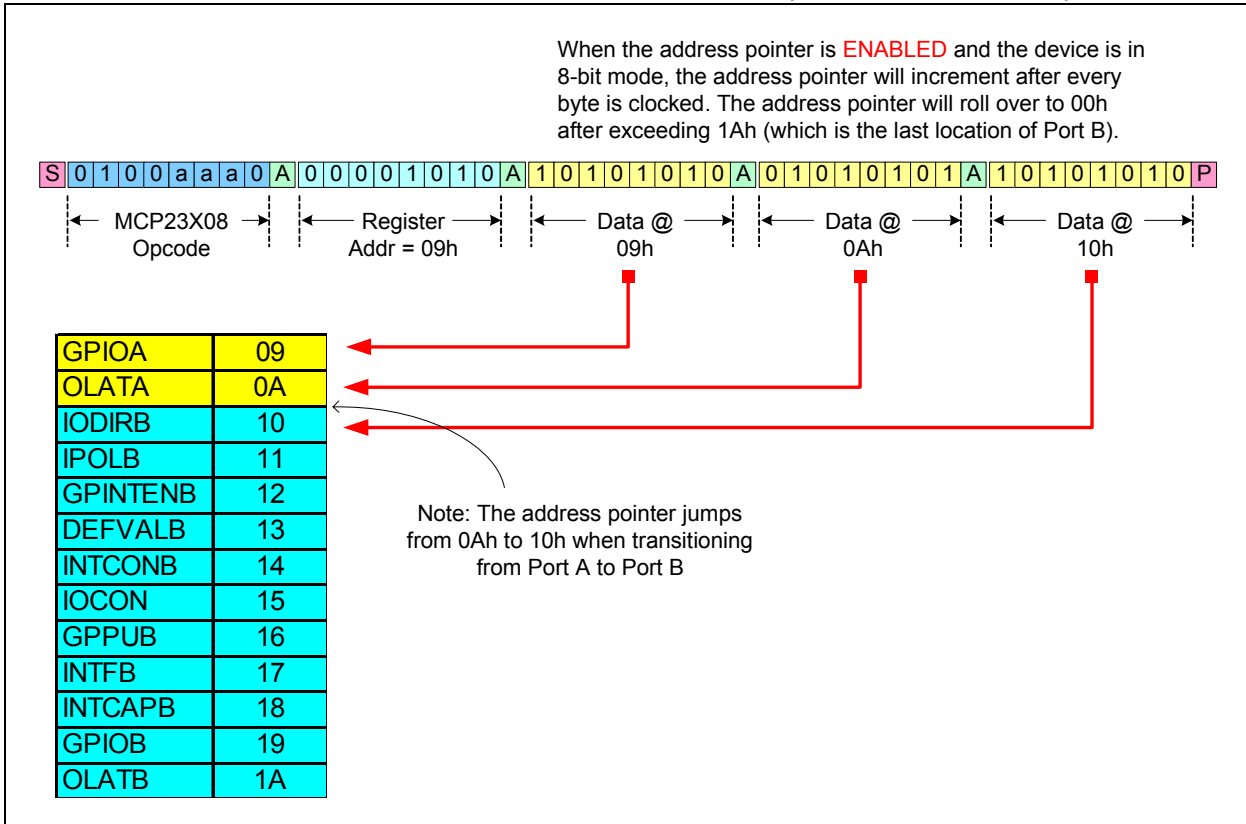 When the address pointer is ENABLED and the device is in
8-bit mode, the address pointer will increment after every
byte is clocked. The address pointer will roll over to 00h
after exceeding 1Ah (which is the last location of Port B).
S 0 1 0 0 a a a 0 A 0 0 0 0 1 0 1 0 A 1 0 1 0 1 0 1 0 A 0 1 0 1 0 1 0 1 A 1 0 1 0 1 0 1 0 P
MCP23X08 Register Data @ Data @ Data @
Opcode Addr = 09h 09h 0Ah 10h
GPIOA 09
OLATA 0A
IODIRB 10
IPOLB 11
GPINTENB 12
DEFVALB 13
INTCONB 14
IOCON 15
GPPUB 16
INTFB 17
INTCAPB 18
GPIOB 19
OLATB 1A
Note: The address pointer jumps
from 0Ah to 10h when transitioning
from Port A to Port B